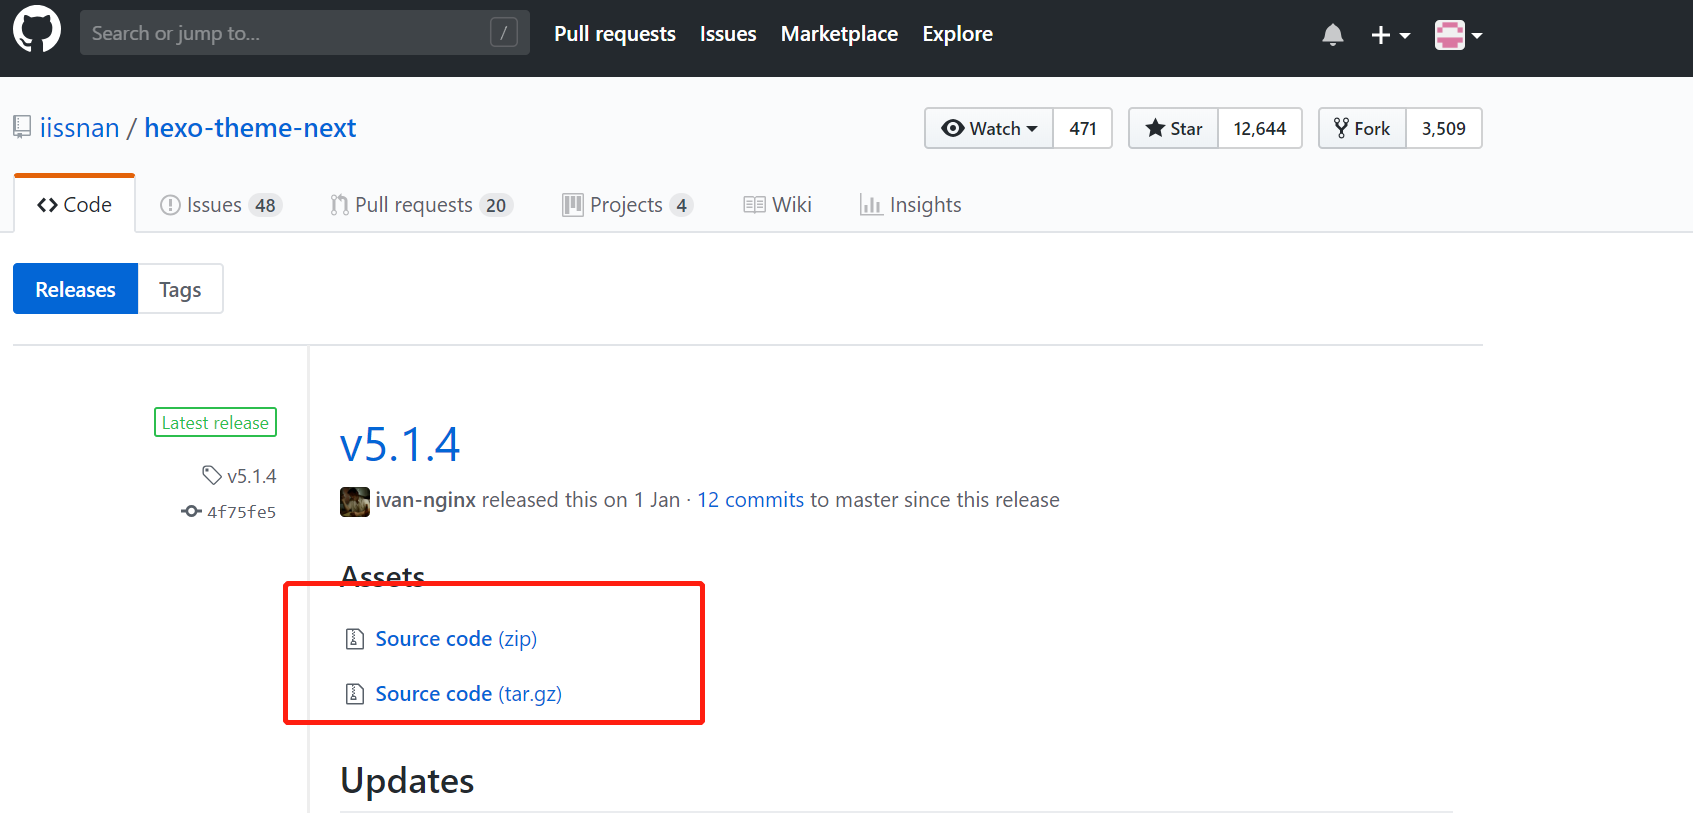 Search or jump to... / Pull requests Issues Marketplace Explore
iissnan / hexo-theme-next Watch 471 Star 12,644 Fork 3,509
Code Issues 48 Pull requests 20 Projects 4 Wiki Insights
Releases Tags
Latest release
v5.1.4
4f75fe5
v5.1.4
ivan-nginx released this on 1 Jan · 12 commits to master since this release
Assets
Source code (zip)
Source code (tar.gz)
Updates